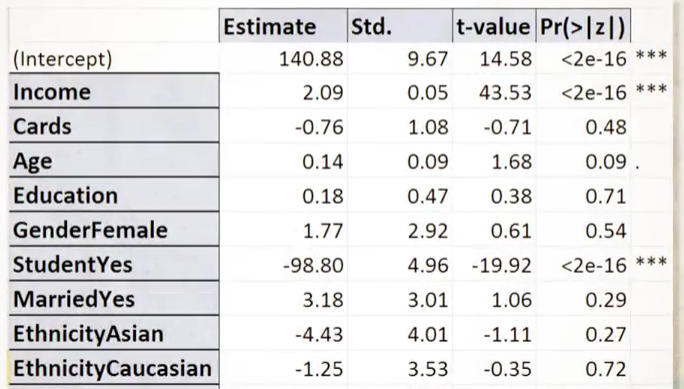 Estimate Std. t-value Pr(>|z|)
(Intercept) 140.88 9.67 14.58 <2e-16 ***
Income 2.09 0.05 43.53 <2e-16 ***
Cards -0.76 1.08 -0.71 0.48
Age 0.14 0.09 1.68 0.09 .
Education 0.18 0.47 0.38 0.71
GenderFemale 1.77 2.92 0.61 0.54
StudentYes -98.80 4.96 -19.92 <2e-16 ***
MarriedYes 3.18 3.01 1.06 0.29
EthnicityAsian -4.43 4.01 -1.11 0.27
EthnicityCaucasian -1.25 3.53 -0.35 0.72